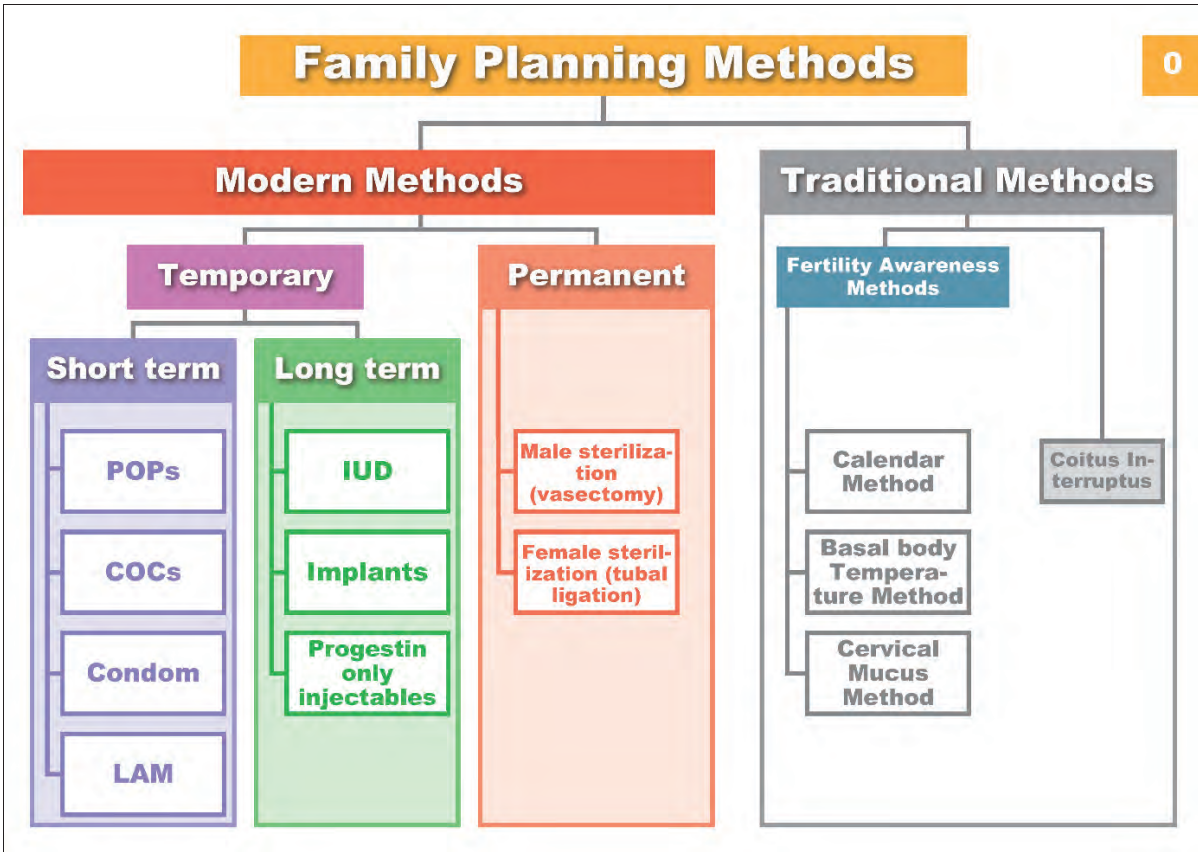 Family Planning Methods
0
Modern Methods
Traditional Methods
Temporary
Permanent
Fertility Awareness
Methods
Short term
Long term
POPs
COCs
Condom
LAM
IUD
Implants
Progestin
only
injectables
Male steriliza-
tion
(vasectomy)
Female steril-
ization (tubal
ligation)
Calendar
Method
Basal body
Tempera-
ture Method
Cervical
Mucus
Method
Coitus In-
terruptus